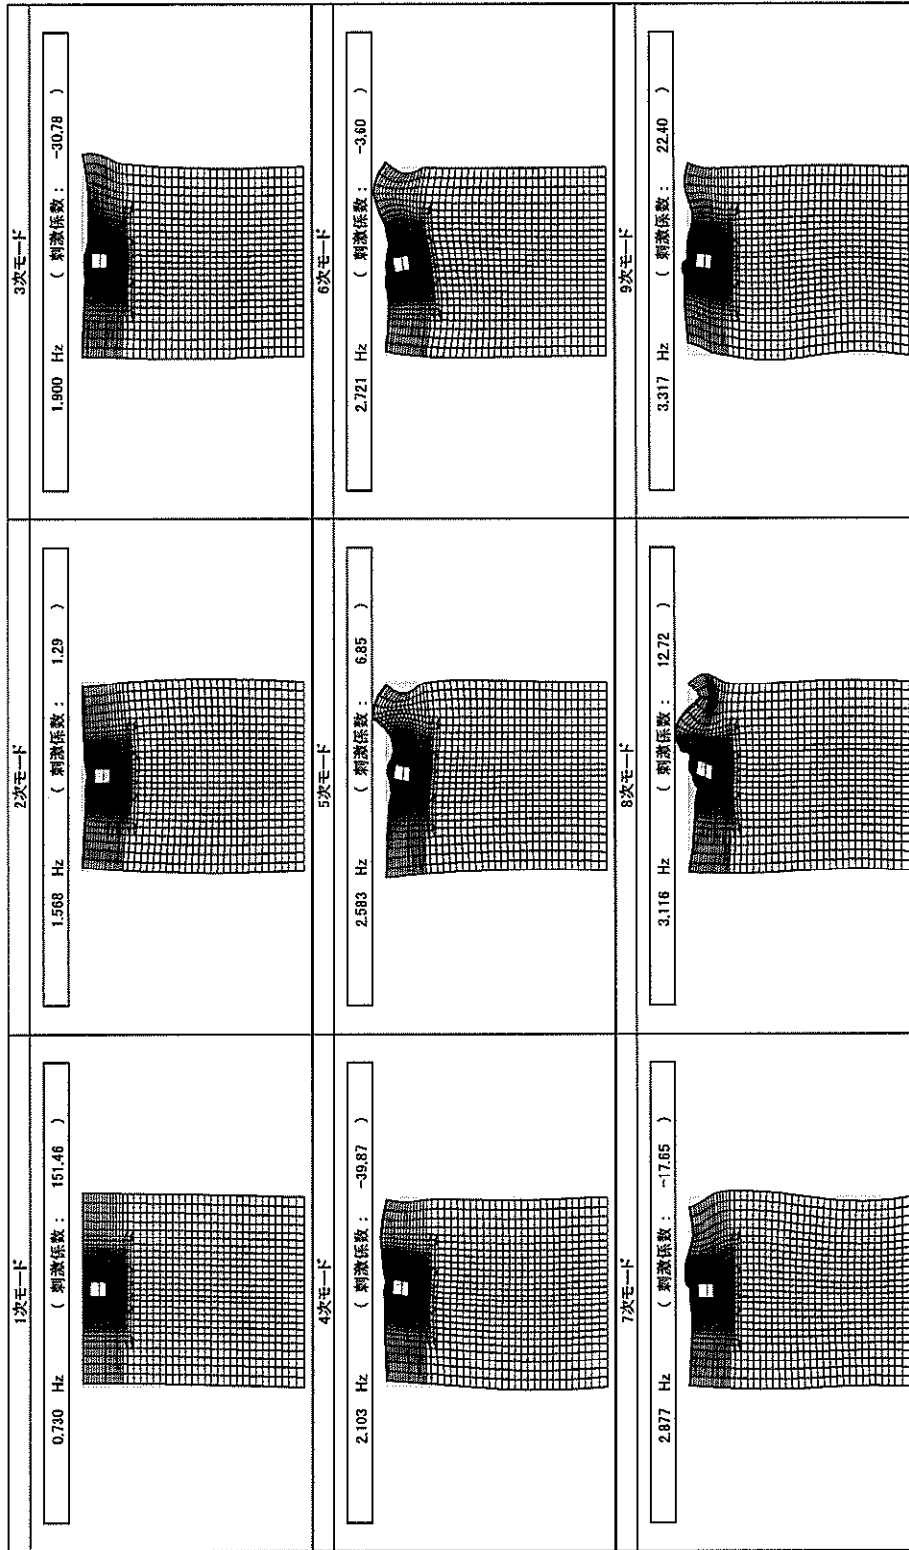 1次モード
0.730 Hz ( 刺激係数 : 151.46 )
2次モード
1.568 Hz ( 刺激係数 : 1.29 )
3次モード
1.900 Hz ( 刺激係数 : -30.78 )
4次モード
2.103 Hz ( 刺激係数 : -39.87 )
5次モード
2.583 Hz ( 刺激係数 : 6.85 )
6次モード
2.721 Hz ( 刺激係数 : -3.60 )
7次モード
2.877 Hz ( 刺激係数 : -17.65 )
8次モード
3.116 Hz ( 刺激係数 : 12.72 )
9次モード
3.317 Hz ( 刺激係数 : 22.40 )